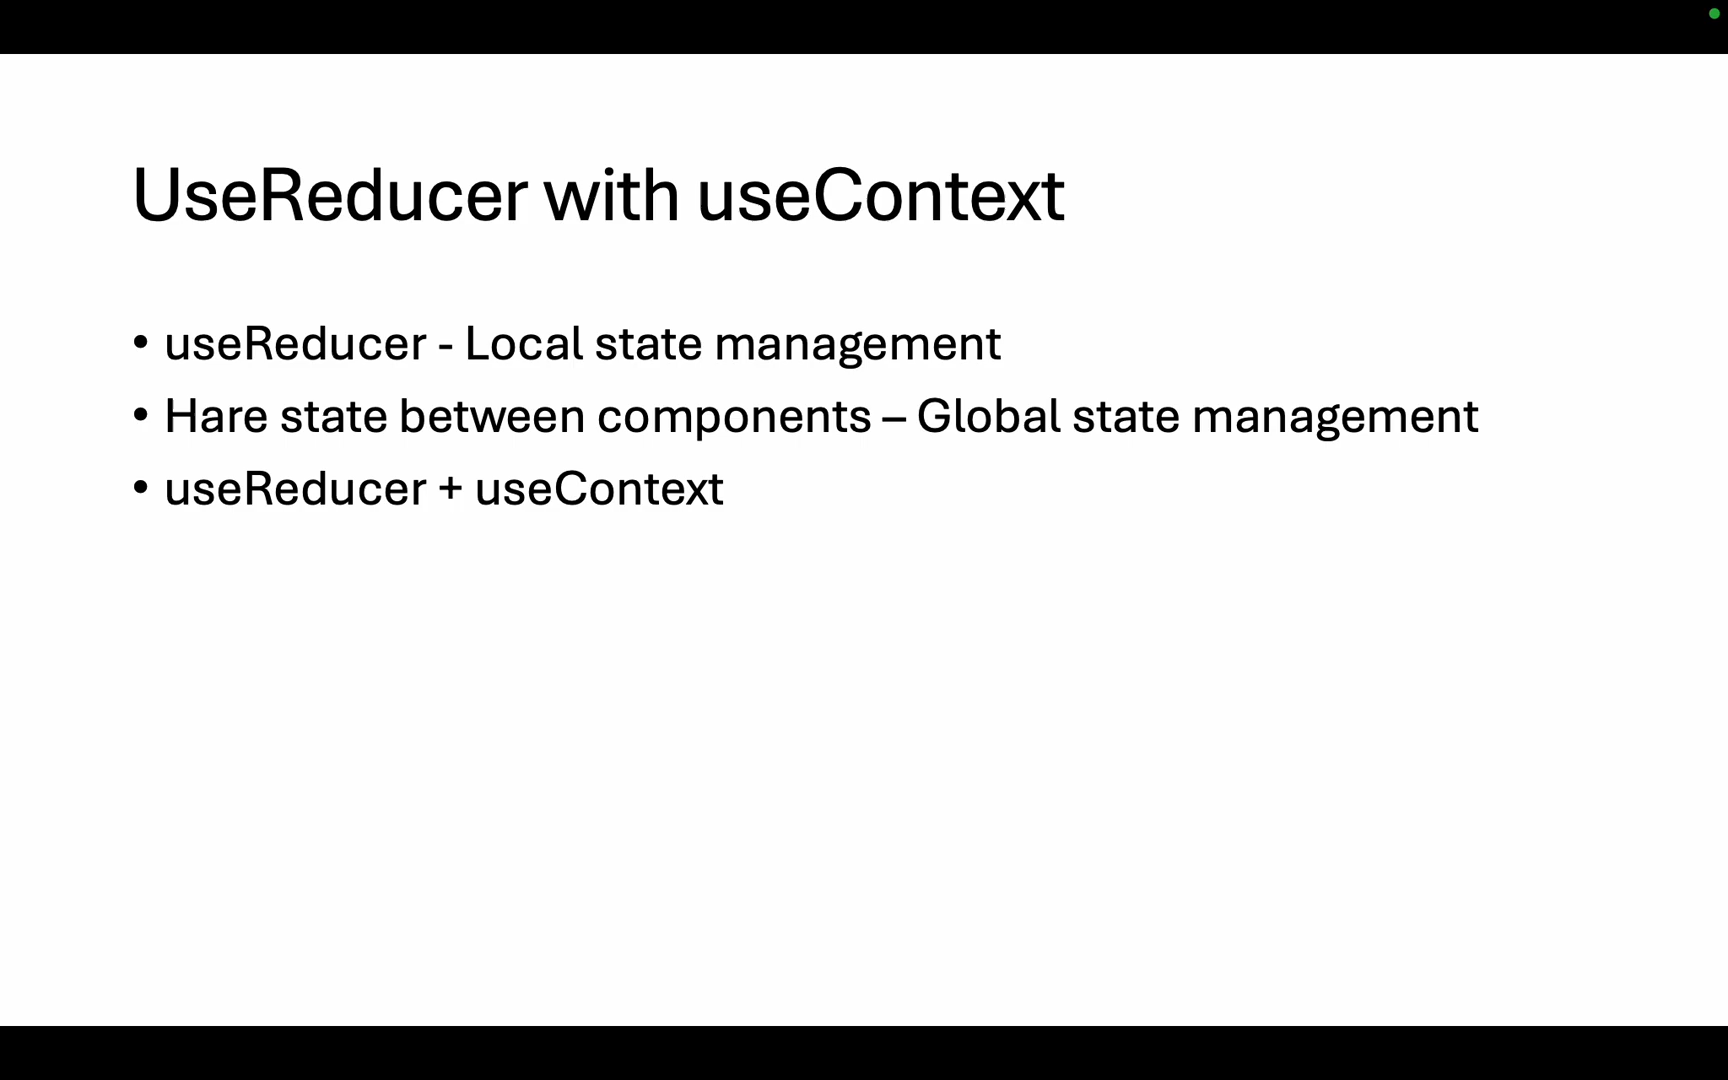 UseReducer with useContext
• useReducer - Local state management
• Hare state between components – Global state management
• useReducer + useContext